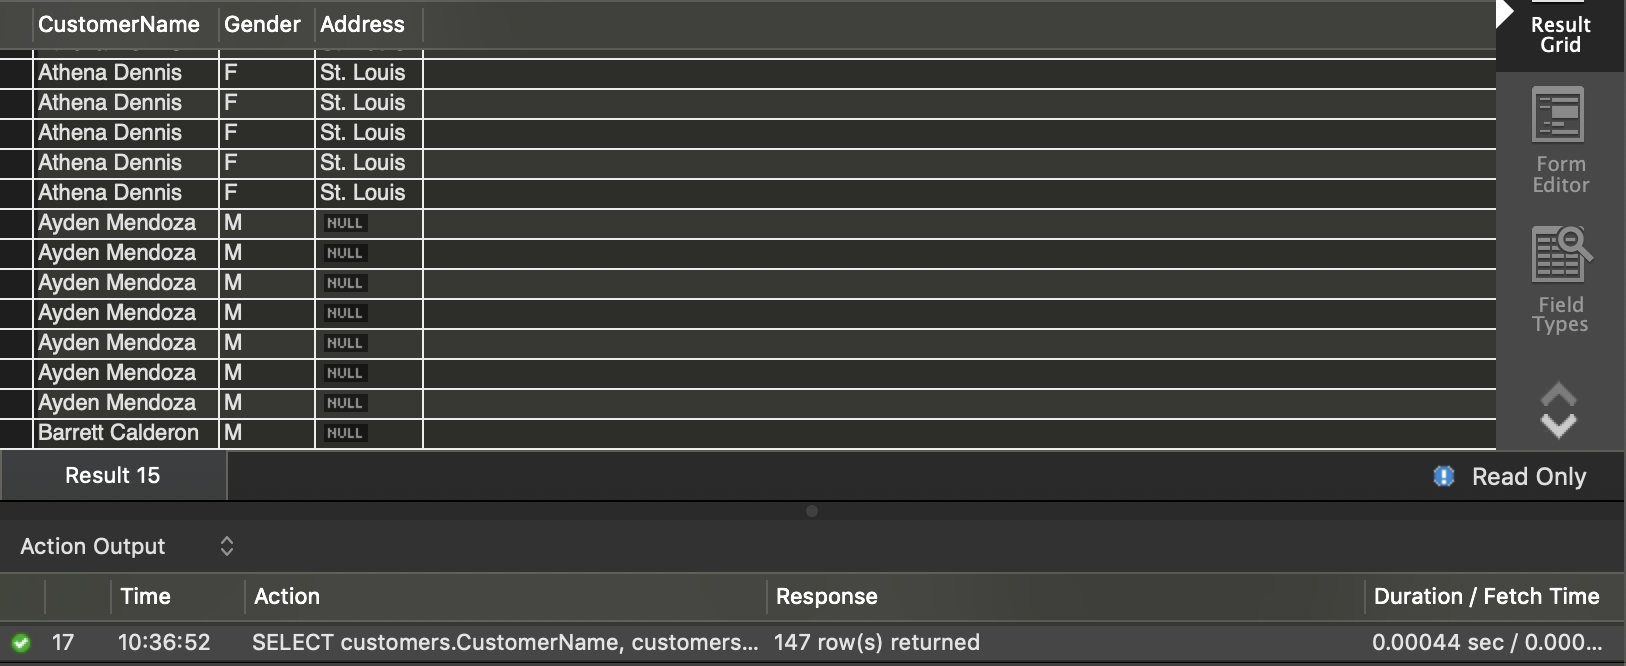 CustomerName Gender Address
Athena Dennis F St. Louis
Athena Dennis F St. Louis
Athena Dennis F St. Louis
Athena Dennis F St. Louis
Athena Dennis F St. Louis
Ayden Mendoza M NULL
Ayden Mendoza M NULL
Ayden Mendoza M NULL
Ayden Mendoza M NULL
Ayden Mendoza M NULL
Ayden Mendoza M NULL
Ayden Mendoza M NULL
Barrett Calderon M NULL
Result
Grid
Form
Editor
Field
Types
Result 15 Read Only
Action Output
Time Action Response Duration / Fetch Time
17 10:36:52 SELECT customers.CustomerName, customers... 147 row(s) returned 0.00044 sec / 0.000...